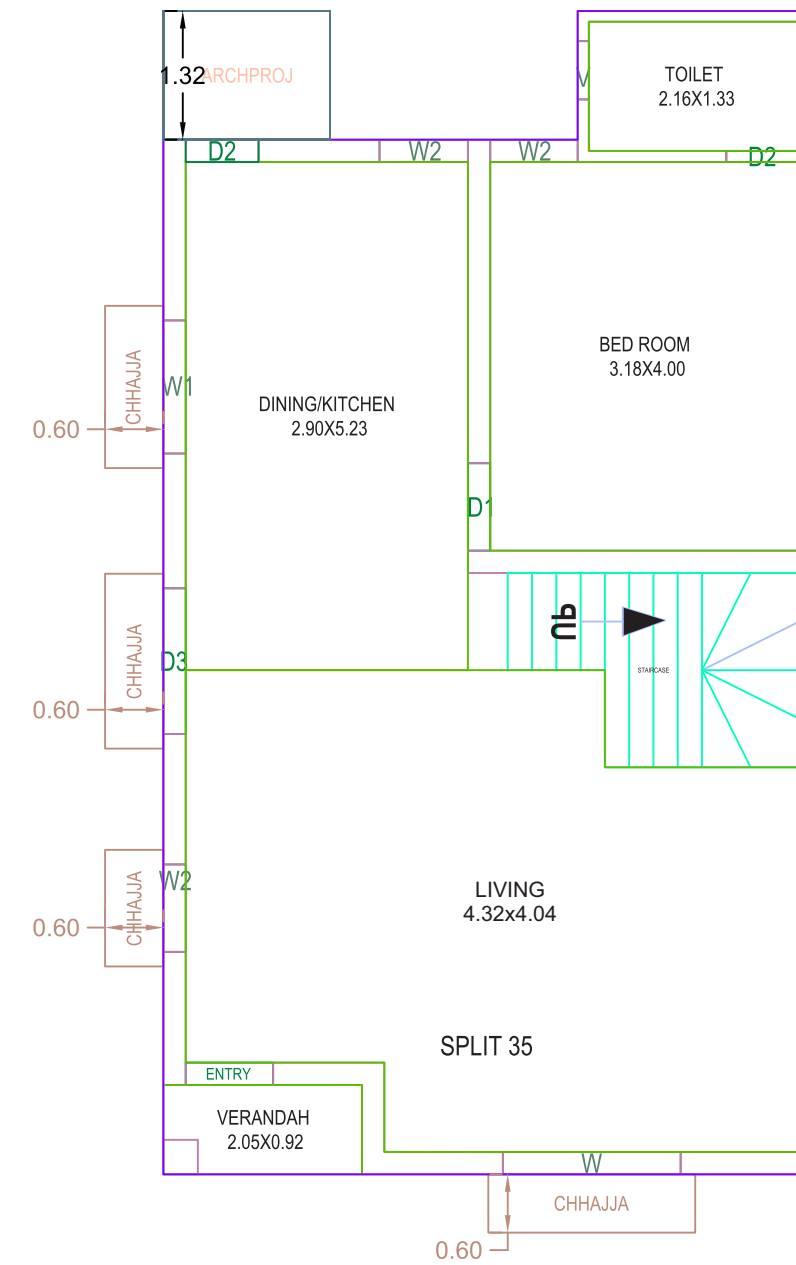 1.32
ARCHPROJ
TOILET
2.16X1.33
V
D2
W2
W2
D2
BED ROOM
3.18X4.00
CHHAJJA
W1
DINING/KITCHEN
2.90X5.23
0.60
D1
UP
CHHAJJA
D3
STAIRCASE
0.60
CHHAJJA
W2
LIVING
4.32x4.04
0.60
SPLIT 35
ENTRY
VERANDAH
2.05X0.92
W
CHHAJJA
0.60